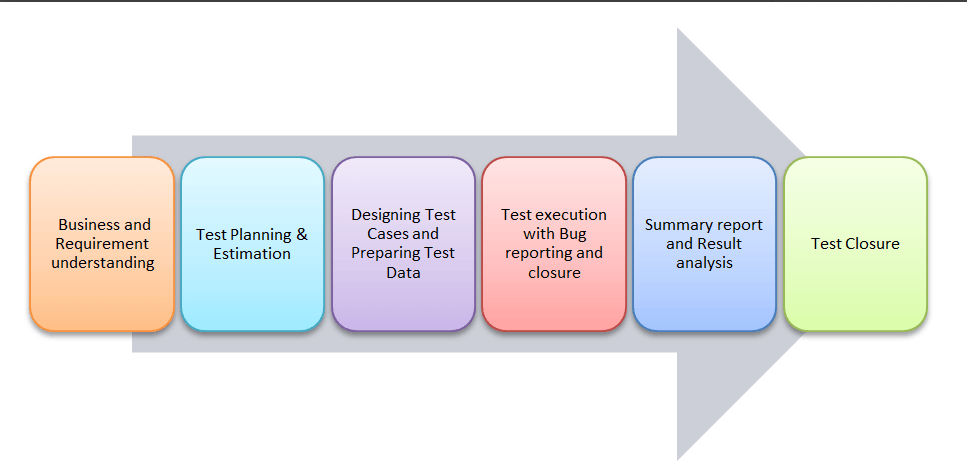 Business and
Requirement
understanding
Test Planning &
Estimation
Designing Test
Cases and
Preparing Test
Data
Test execution
with Bug
reporting and
closure
Summary report
and Result
analysis
Test Closure